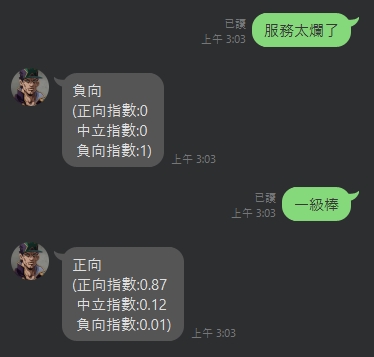 服務太爛了
已讀
上午 3:03
負向
(正向指數:0
中立指數:0
負向指數:1)
上午 3:03
一級棒
已讀
上午 3:03
正向
(正向指數:0.87
中立指數:0.12
負向指數:0.01)
上午 3:03